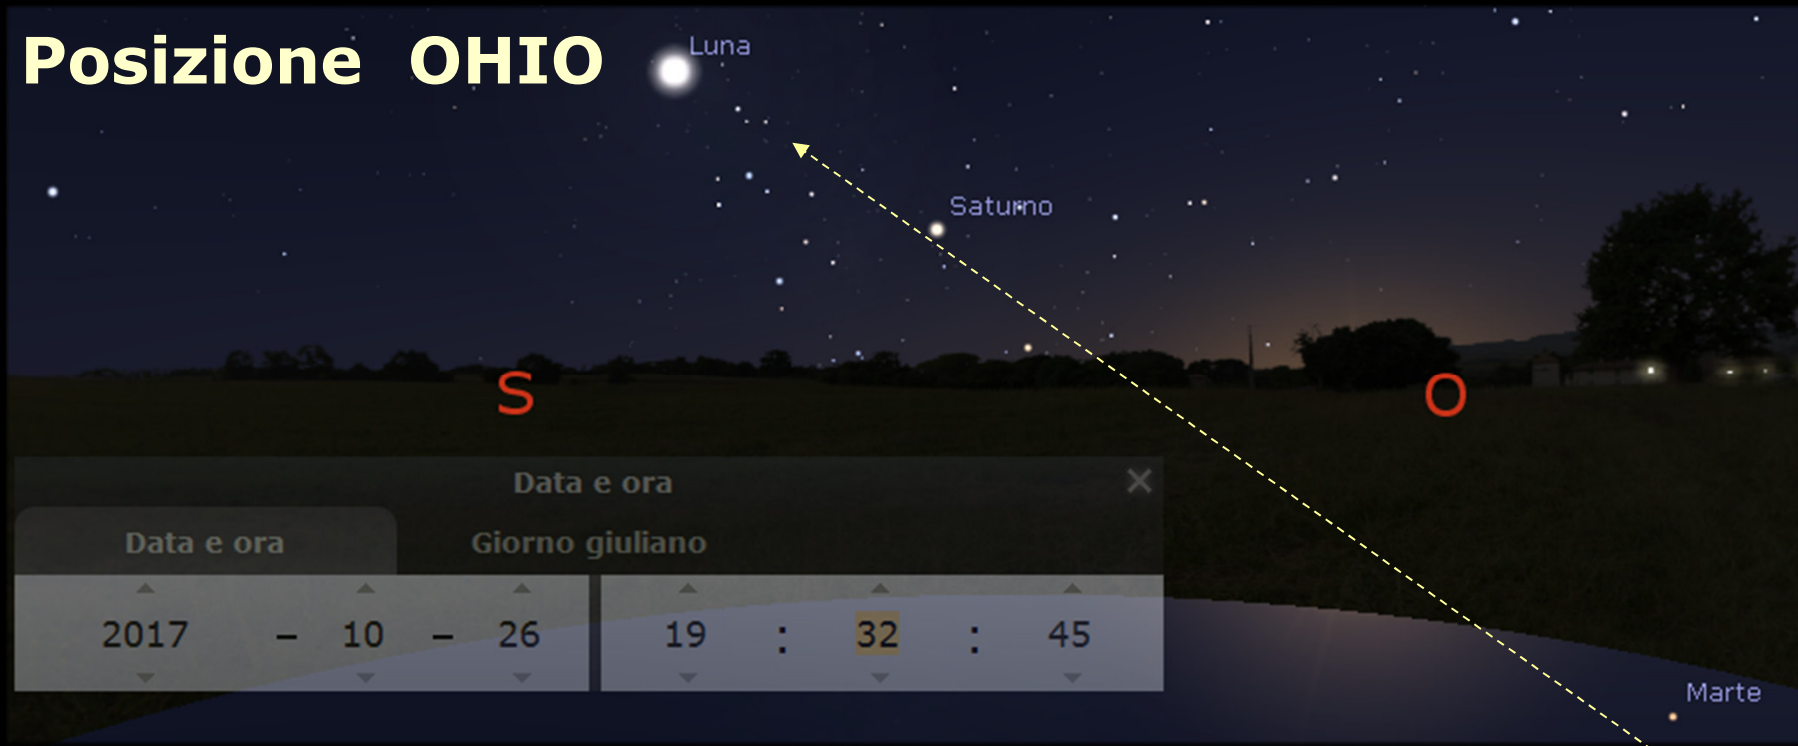 Posizione OHIO
Luna
Saturno
S
O
Data e ora
Data e ora
Giorno giuliano
2017 – 10 – 26
19 : 32 : 45
Marte